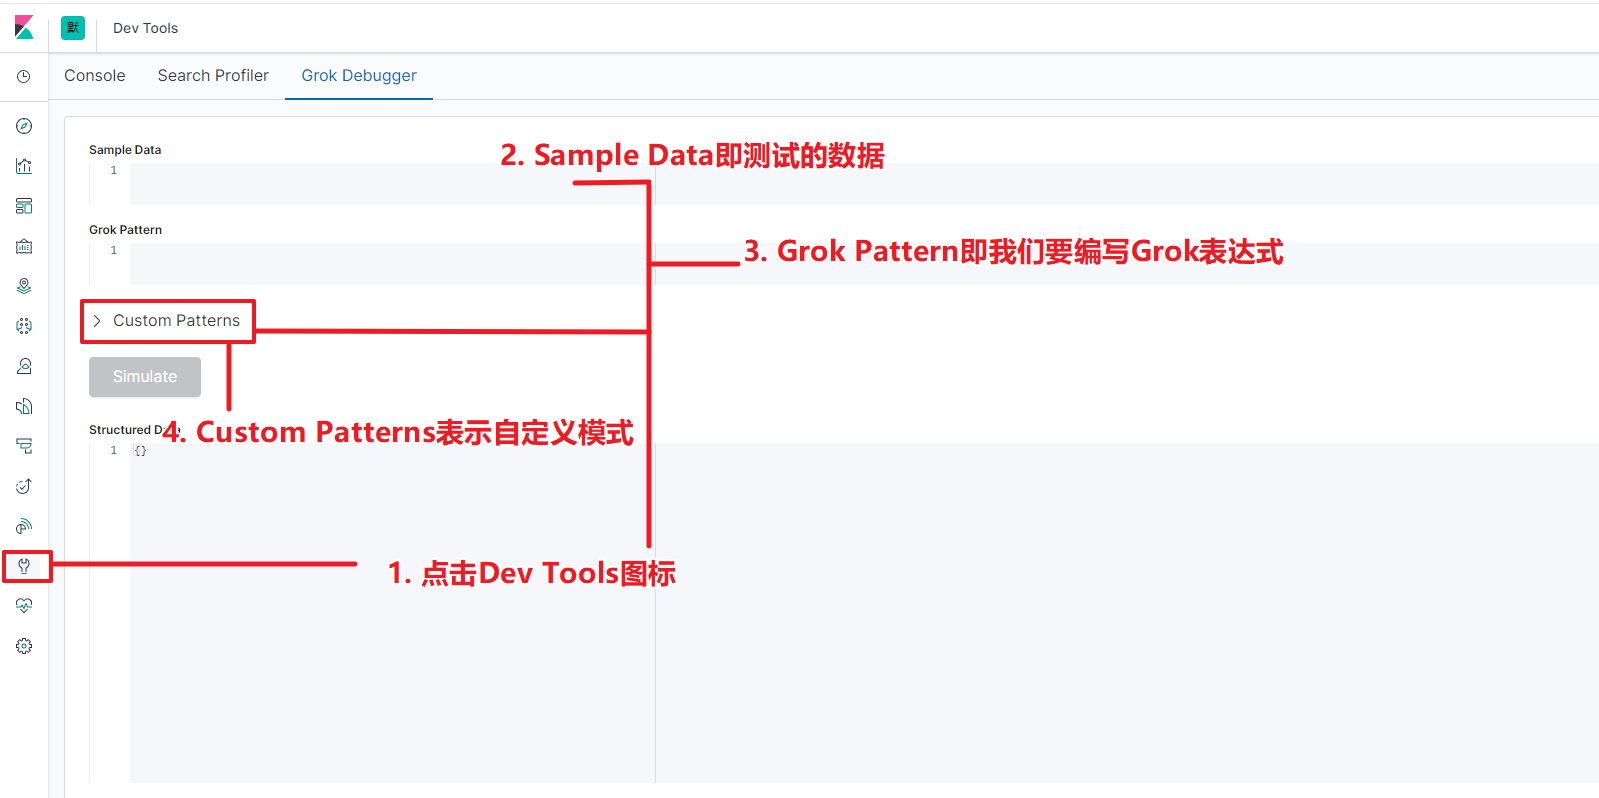 默 Dev Tools
Console Search Profiler Grok Debugger
Sample Data
2. Sample Data即测试的数据
1
Grok Pattern
1
3. Grok Pattern即我们要编写Grok表达式
Custom Patterns
Simulate
Structured
4. Custom Patterns表示自定义模式
1 {}
1. 点击Dev Tools图标